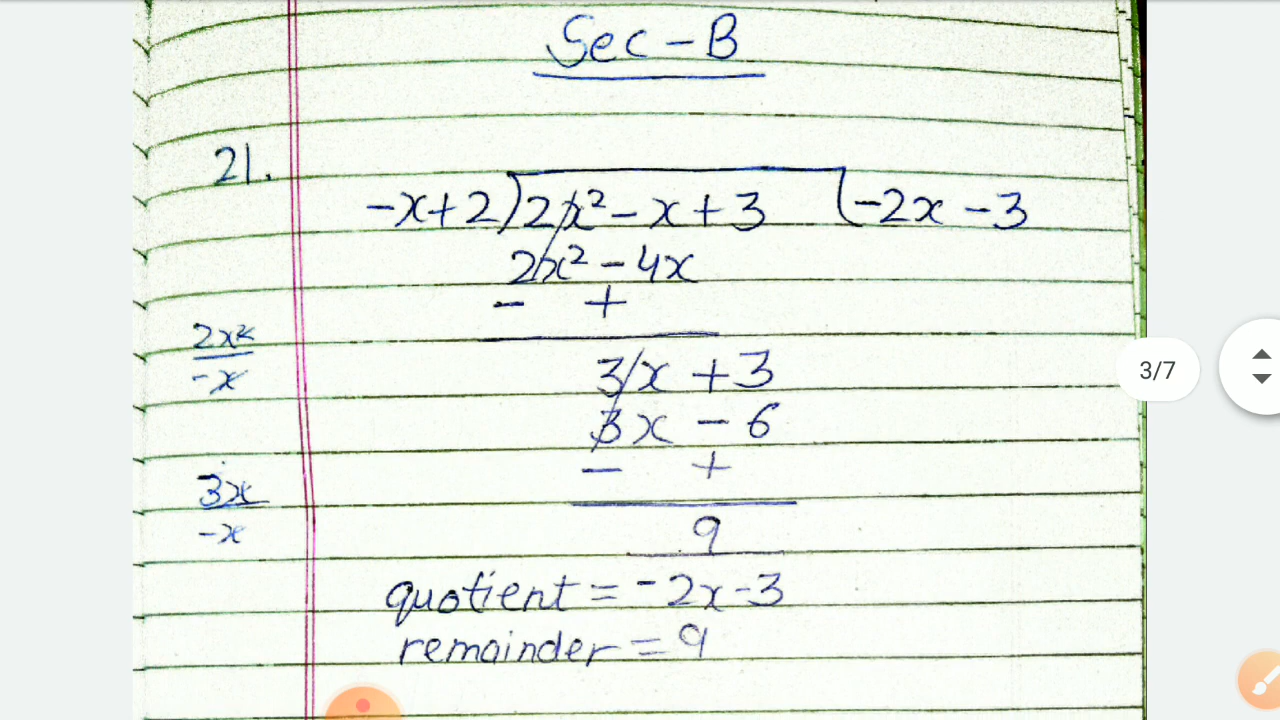 Sec-B
21.
-x+2)2x²-x+3(-2x-3
2x²-4x
- +
2x²
-x
3x+3
3x-6
- +
3x
-x
9
quotient = -2x-3
remainder = 9
3/7